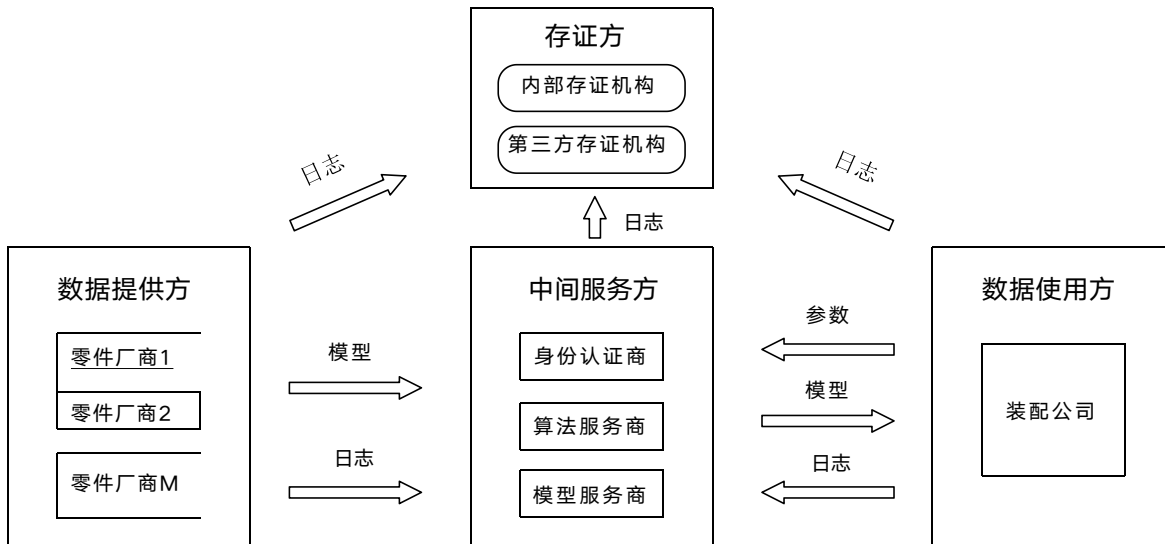 存证方
内部存证机构
第三方存证机构
日志
日志
日志
数据提供方
零件厂商1
零件厂商2
零件厂商M
模型
日志
中间服务方
身份认证商
算法服务商
模型服务商
参数
模型
日志
数据使用方
装配公司